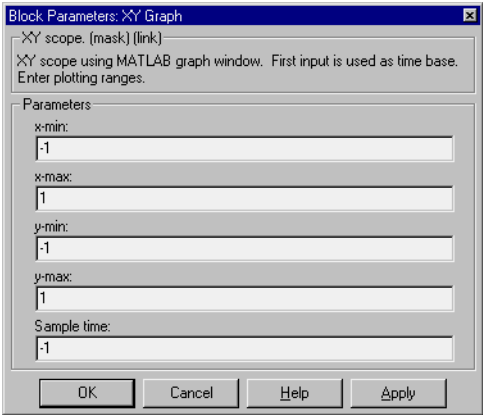 Block Parameters: XY Graph
XY scope. (mask) (link)
XY scope using MATLAB graph window.  First input is used as time base.
Enter plotting ranges.
Parameters
x-min:
-1
x-max:
1
y-min:
-1
y-max:
1
Sample time:
-1
OK Cancel Help Apply